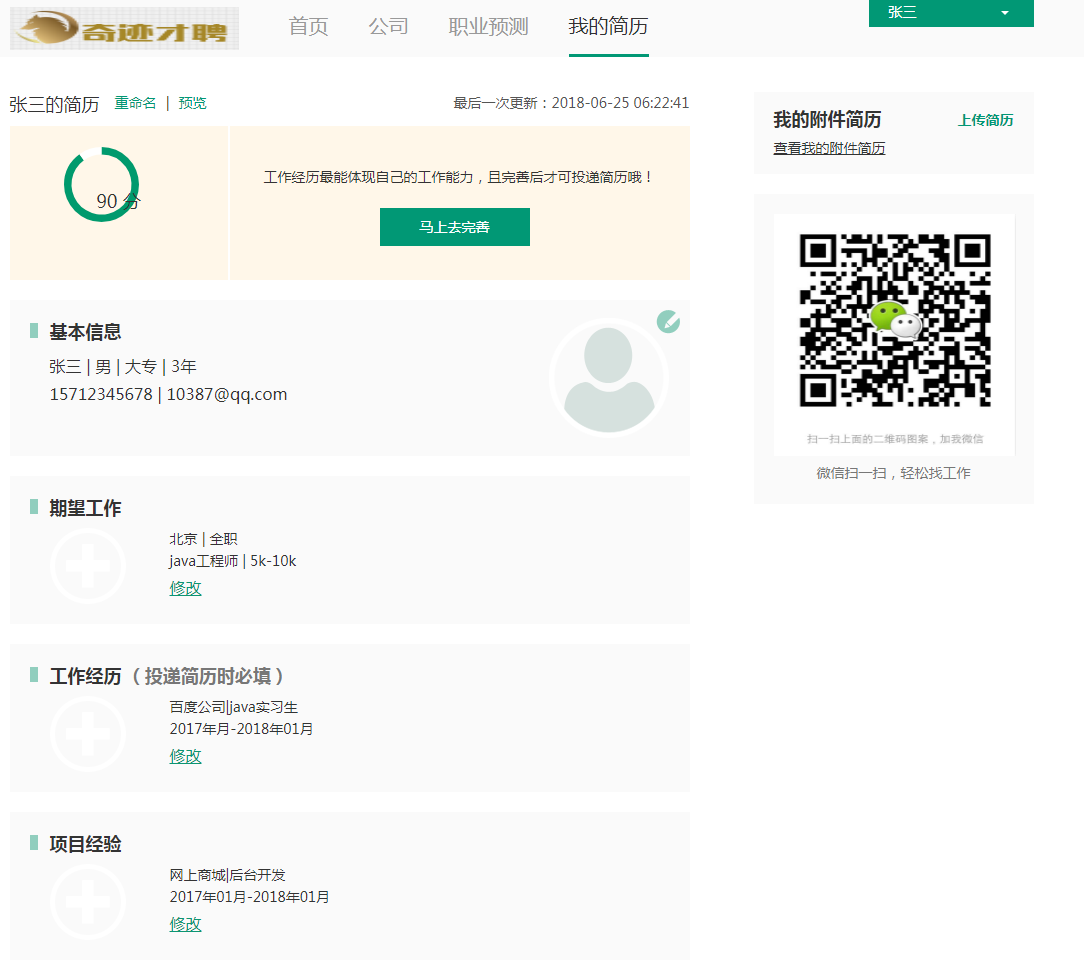 奇迹才聘
首页 公司 职业预测 我的简历
张三
张三的简历 重命名 | 预览 最后一次更新：2018-06-25 06:22:41
90 分
工作经历最能体现自己的工作能力，且完善后才可投递简历哦！
马上去完善
基本信息
张三 | 男 | 大专 | 3年
15712345678 | 10387@qq.com
期望工作
北京 | 全职
java工程师 | 5k-10k
修改
工作经历 （ 投递简历时必填 ）
百度公司|java实习生
2017年月-2018年01月
修改
项目经验
网上商城|后台开发
2017年01月-2018年01月
修改
我的附件简历 上传简历
查看我的附件简历
扫一扫上面的二维码图案，加我微信
微信扫一扫，轻松找工作